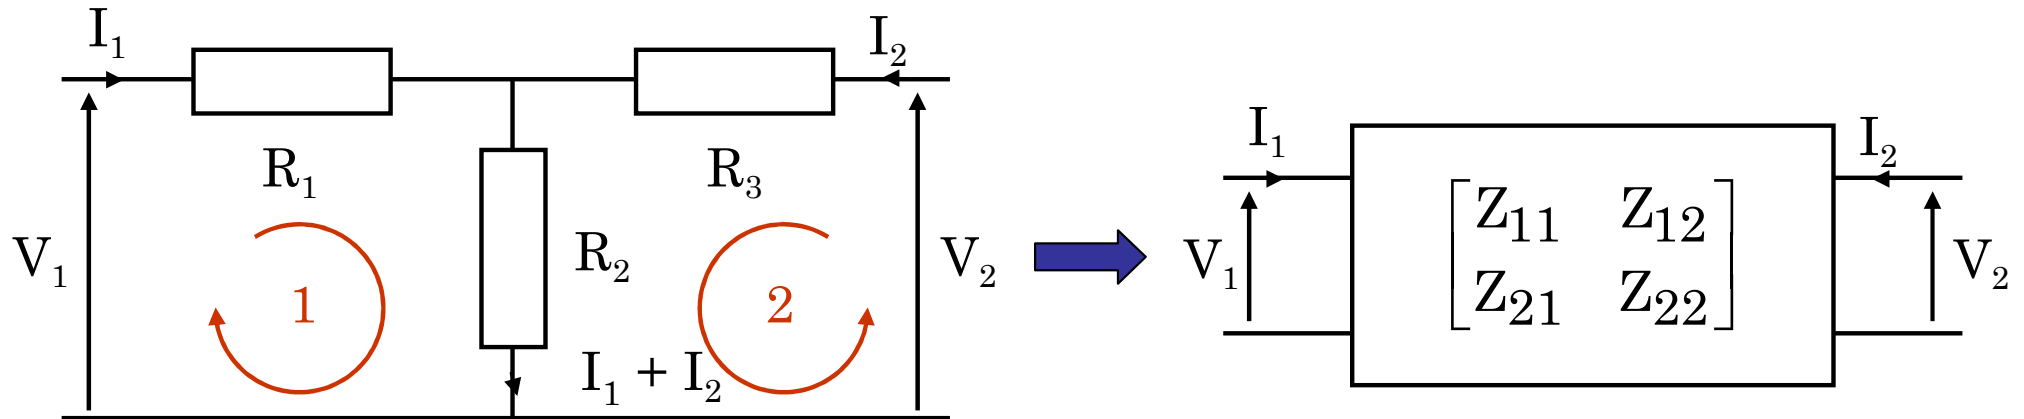 I₁
I₂
R₁
R₃
V₁
R₂
V₂
1
2
I₁ + I₂
I₁
I₂
V₁
Z₁₁ Z₁₂
Z₂₁ Z₂₂
V₂